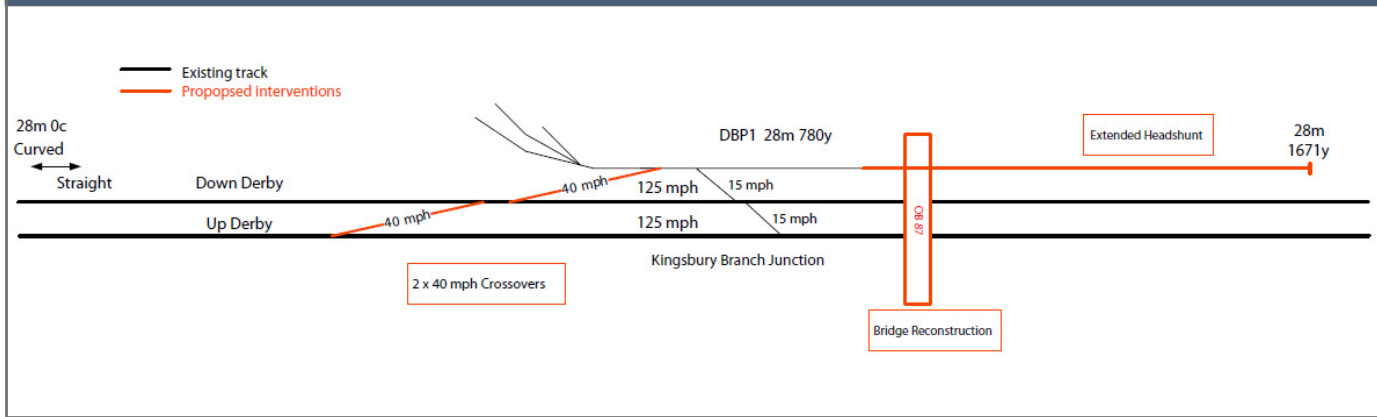 Existing track
Propopsed interventions
28m 0c
Curved
Straight
DBP1 28m 780y
Extended Headshunt
28m
1671y
Down Derby
40 mph
125 mph
15 mph
Up Derby
40 mph
125 mph
15 mph
OB 87
Kingsbury Branch Junction
2 x 40 mph Crossovers
Bridge Reconstruction